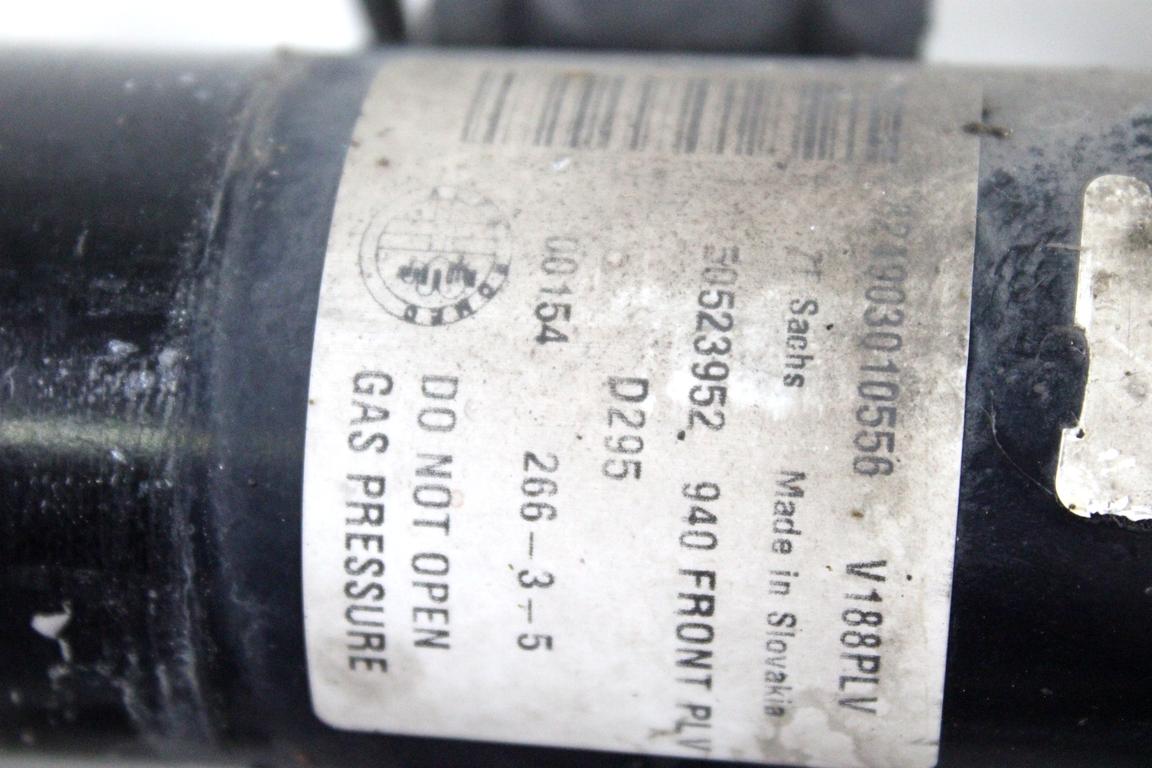 V188PLV
ZF Sachs Made in Slovakia
50523952 940 FRONT PLV
D295
00154 266-3-5
DO NOT OPEN
GAS PRESSURE